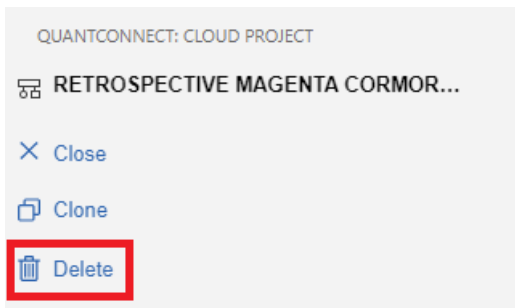 QUANTCONNECT: CLOUD PROJECT
RETROSPECTIVE MAGENTA CORMOR...
Close
Clone
Delete